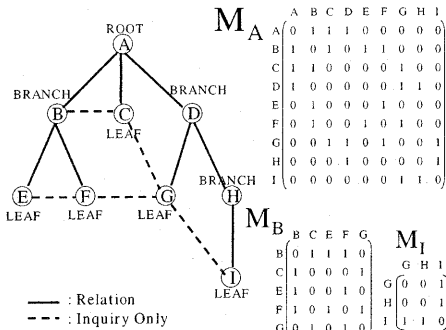 ROOT
A
BRANCH
B
C
LEAF
BRANCH
D
E
LEAF
F
LEAF
G
LEAF
BRANCH
H
I
LEAF
: Relation
: Inquiry Only
MA
A B C D E F G H I
A 0 1 1 1 0 0 0 0 0
B 1 0 1 0 1 1 0 0 0
C 1 1 0 0 0 0 1 0 0
D 1 0 0 0 0 0 1 1 0
E 0 1 0 0 0 1 0 0 0
F 0 1 0 0 1 0 1 0 0
G 0 0 1 1 0 1 0 0 1
H 0 0 0 1 0 0 0 0 1
I 0 0 0 0 0 0 1 1 0
MB
B C E F G
B 0 1 1 1 0
C 1 0 0 0 1
E 1 0 0 1 0
F 1 0 1 0 1
G 0 1 0 1 0
MI
G H I
G 0 0 1
H 0 0 1
I 1 1 0